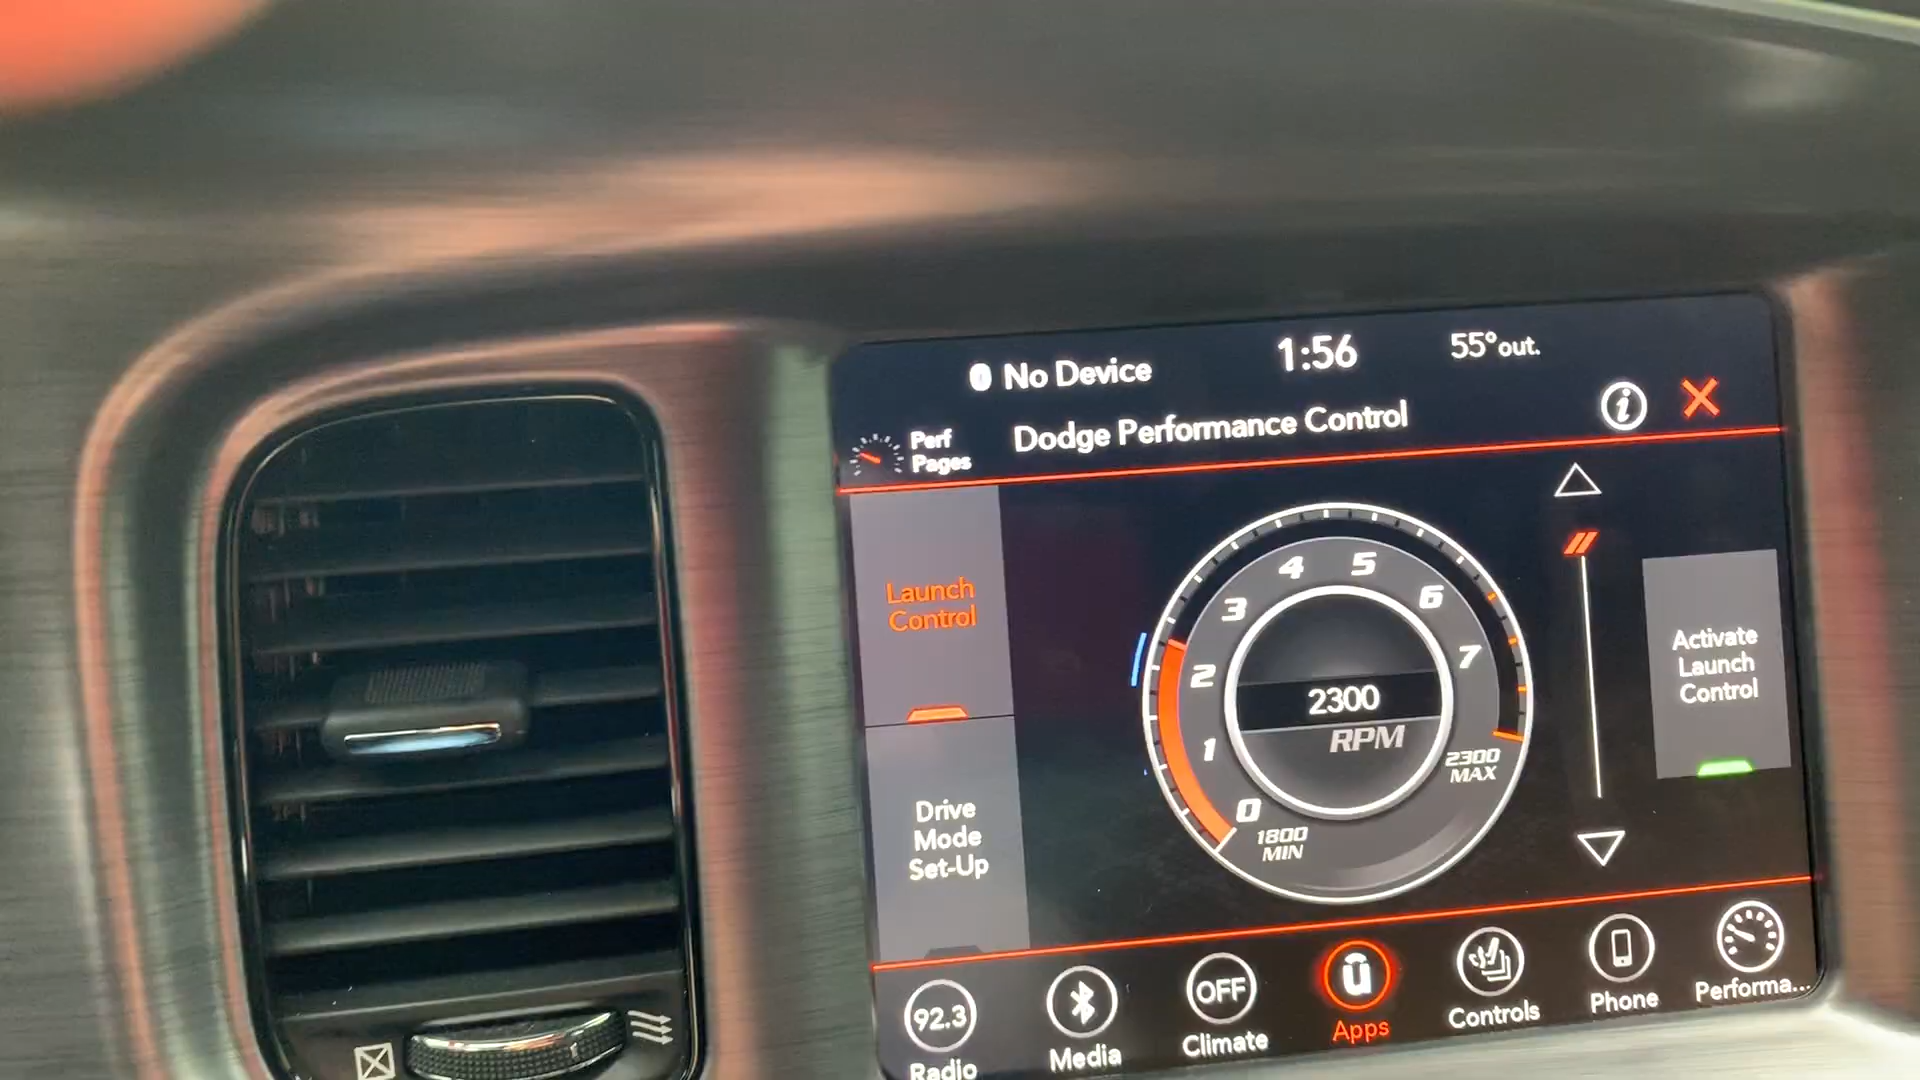 No Device
1:56
55°out.
Perf
Pages
Dodge Performance Control
i
Launch
Control
Drive
Mode
Set-Up
0
1
2
3
4
5
6
7
2300
RPM
1800
MIN
2300
MAX
Activate
Launch
Control
92.3
Radio
Media
OFF
Climate
Apps
Controls
Phone
Performa...